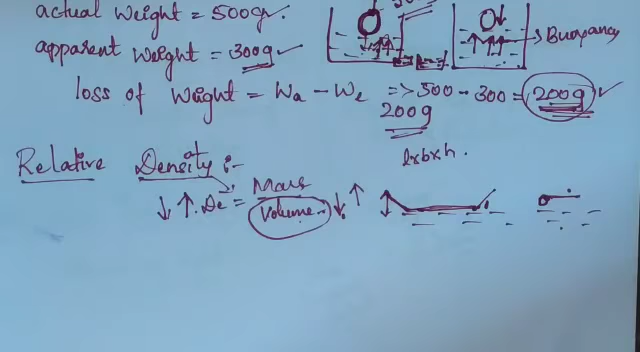 actual Weight = 500gr.
apparent Weight = 300g
→ Buoyancy
loss of Weight = Wa - We => 500 - 300 = 200g
200g
Relative Density :-
l×b×h.
De = Mass
Volume